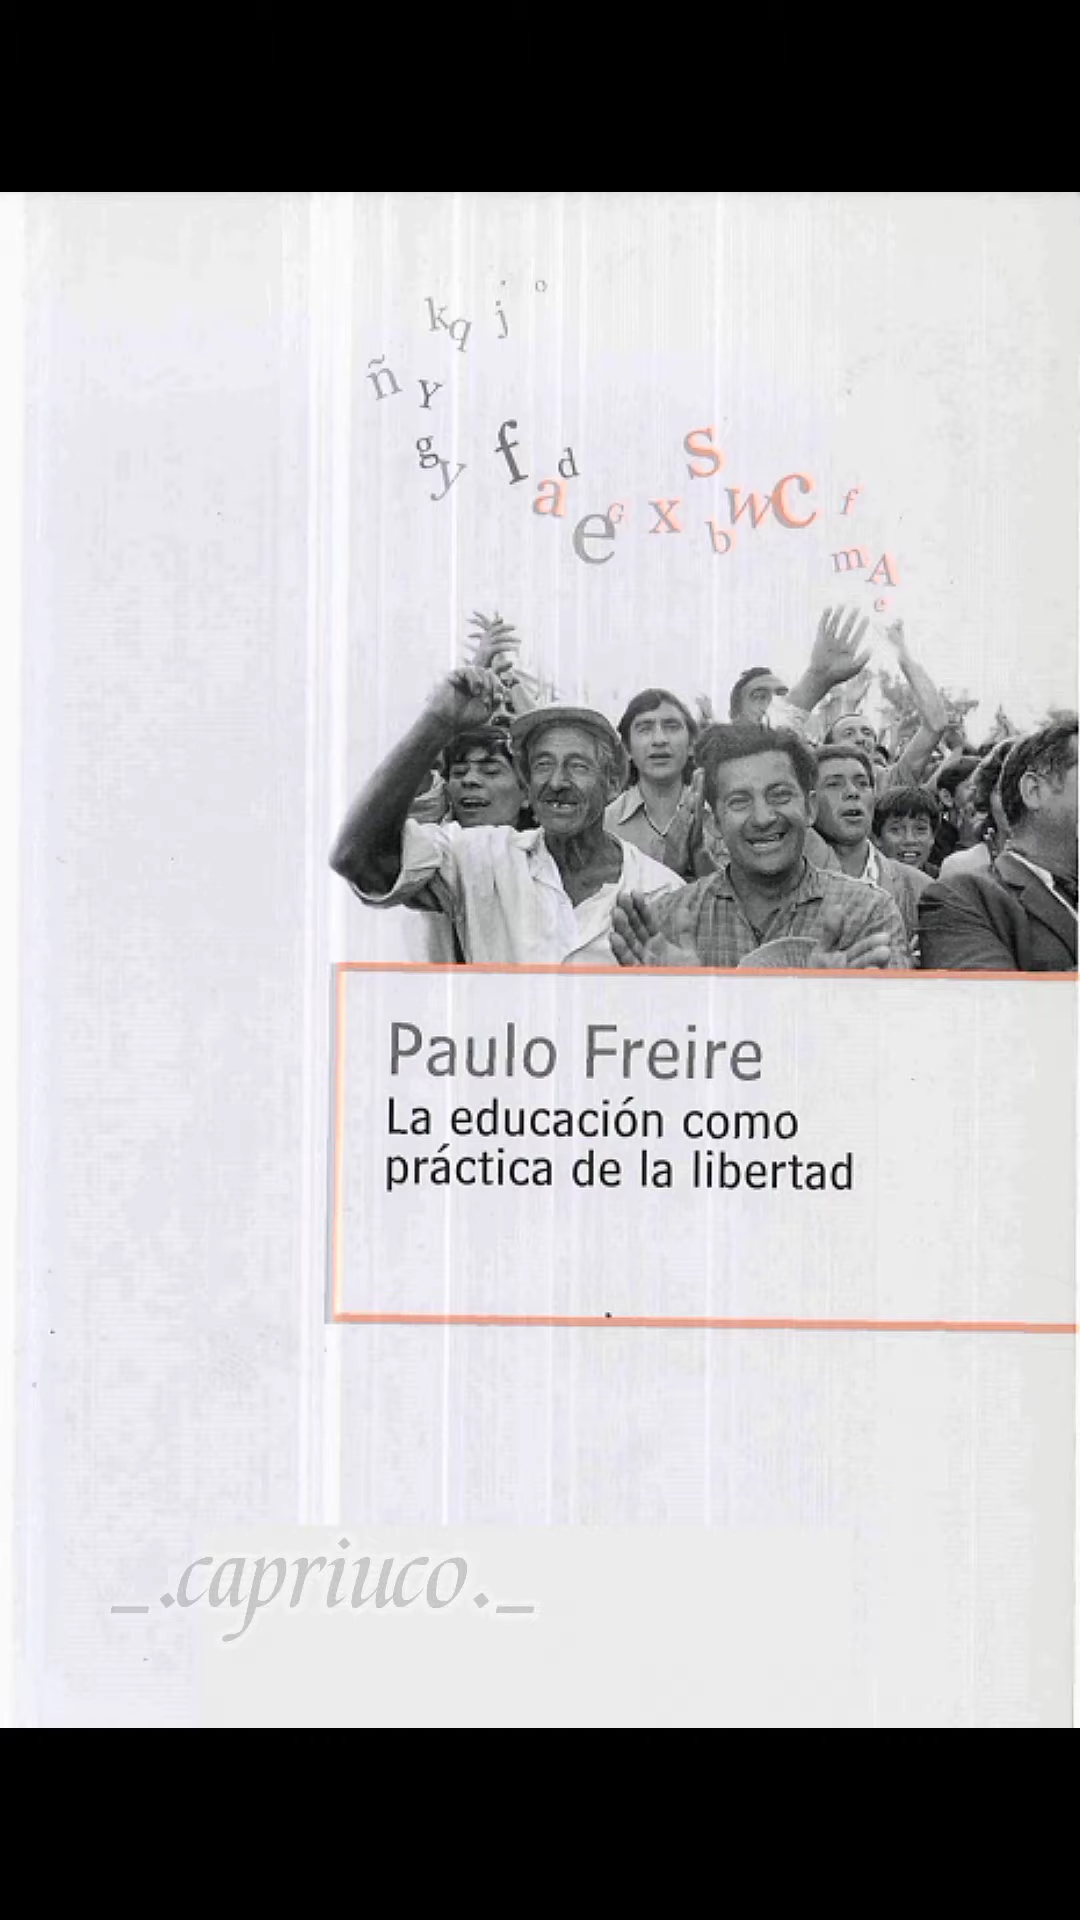 k q j o
ñ Y
g y f d a e G x s b w c f
m A
e
Paulo Freire
La educación como
práctica de la libertad
_.capriuco._